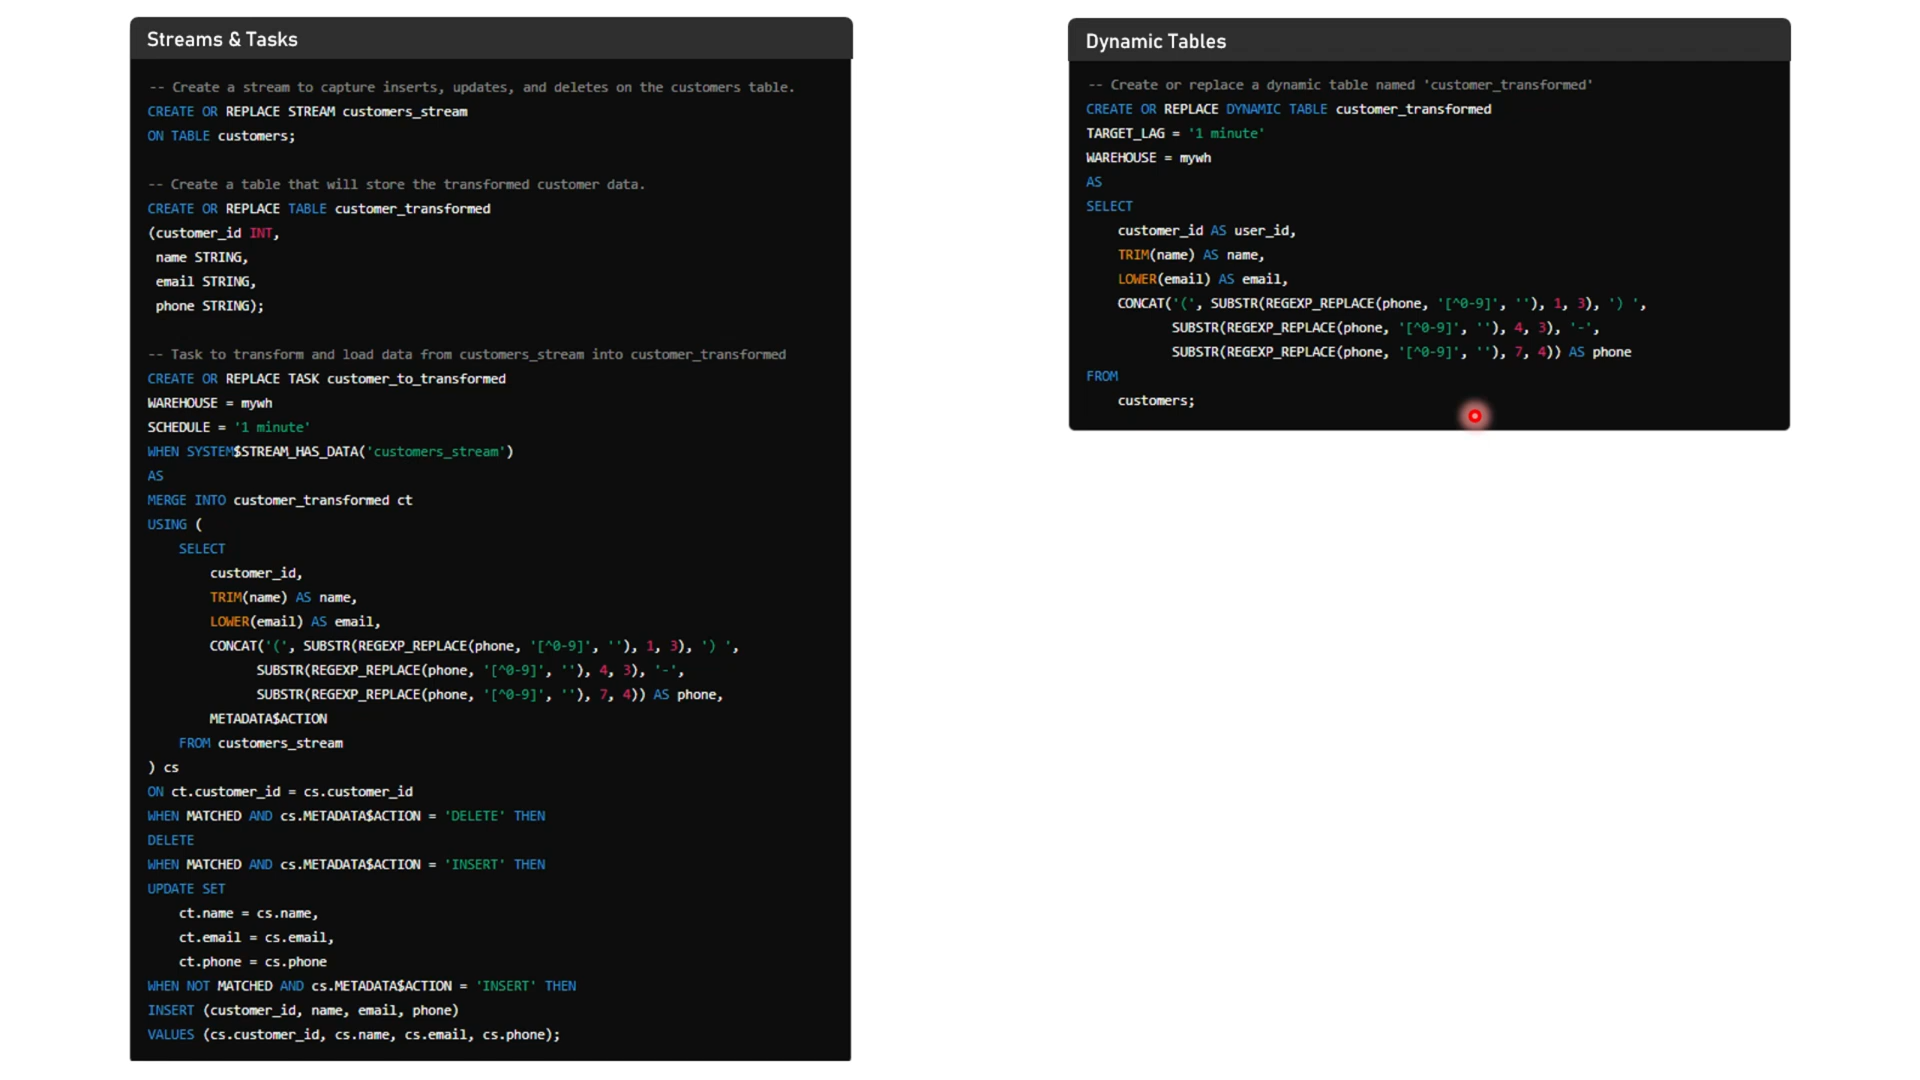 Streams & Tasks
-- Create a stream to capture inserts, updates, and deletes on the customers table.
CREATE OR REPLACE STREAM customers_stream
ON TABLE customers;
-- Create a table that will store the transformed customer data.
CREATE OR REPLACE TABLE customer_transformed
(customer_id INT,
name STRING,
email STRING,
phone STRING);
-- Task to transform and load data from customers_stream into customer_transformed
CREATE OR REPLACE TASK customer_to_transformed
WAREHOUSE = mywh
SCHEDULE = '1 minute'
WHEN SYSTEM$STREAM_HAS_DATA('customers_stream')
AS
MERGE INTO customer_transformed ct
USING (
SELECT
customer_id,
TRIM(name) AS name,
LOWER(email) AS email,
CONCAT('(', SUBSTR(REGEXP_REPLACE(phone, '[^0-9]', ''), 1, 3), ') ',
SUBSTR(REGEXP_REPLACE(phone, '[^0-9]', ''), 4, 3), '-',
SUBSTR(REGEXP_REPLACE(phone, '[^0-9]', ''), 7, 4)) AS phone,
METADATA$ACTION
FROM customers_stream
) cs
ON ct.customer_id = cs.customer_id
WHEN MATCHED AND cs.METADATA$ACTION = 'DELETE' THEN
DELETE
WHEN MATCHED AND cs.METADATA$ACTION = 'INSERT' THEN
UPDATE SET
ct.name = cs.name,
ct.email = cs.email,
ct.phone = cs.phone
WHEN NOT MATCHED AND cs.METADATA$ACTION = 'INSERT' THEN
INSERT (customer_id, name, email, phone)
VALUES (cs.customer_id, cs.name, cs.email, cs.phone);
Dynamic Tables
-- Create or replace a dynamic table named 'customer_transformed'
CREATE OR REPLACE DYNAMIC TABLE customer_transformed
TARGET_LAG = '1 minute'
WAREHOUSE = mywh
AS
SELECT
customer_id AS user_id,
TRIM(name) AS name,
LOWER(email) AS email,
CONCAT('(', SUBSTR(REGEXP_REPLACE(phone, '[^0-9]', ''), 1, 3), ') ',
SUBSTR(REGEXP_REPLACE(phone, '[^0-9]', ''), 4, 3), '-',
SUBSTR(REGEXP_REPLACE(phone, '[^0-9]', ''), 7, 4)) AS phone
FROM
customers;